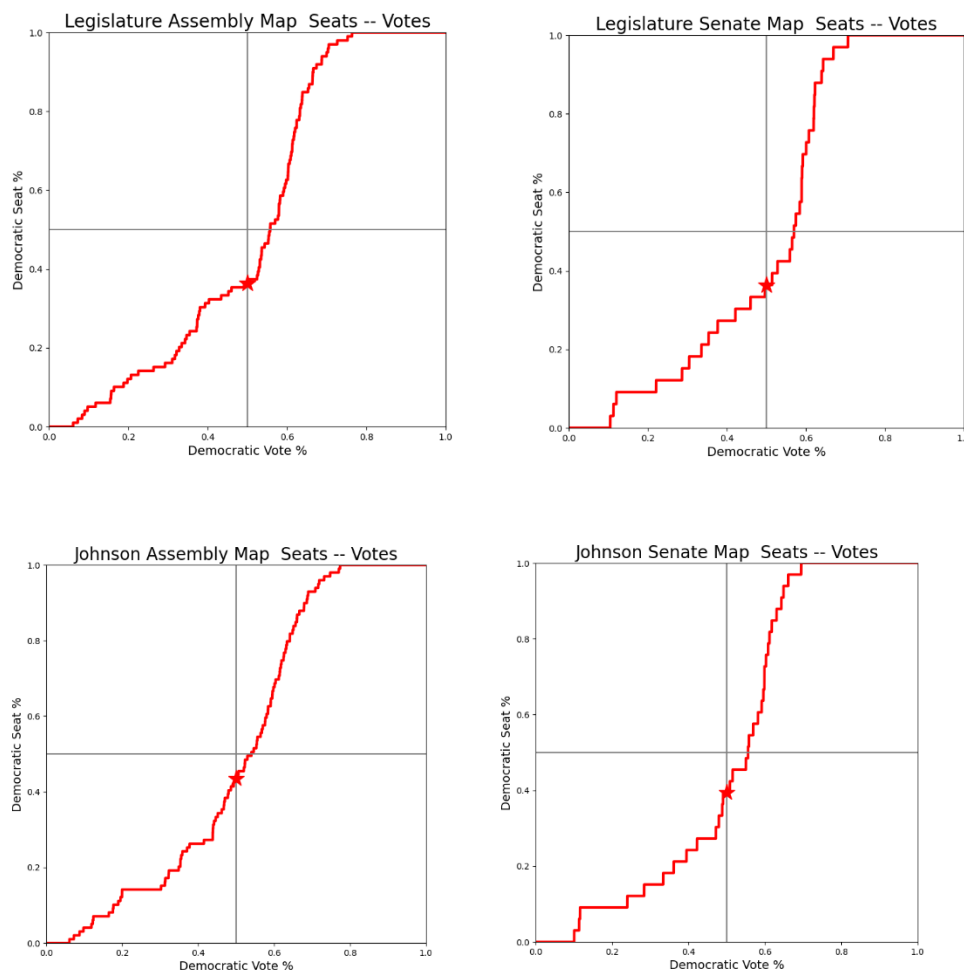 Legislature Assembly Map  Seats -- Votes
1.0
0.8
0.6
0.4
0.2
0.0
Democratic Seat %
0.0 0.2 0.4 0.6 0.8 1.0
Democratic Vote %
Legislature Senate Map  Seats -- Votes
1.0
0.8
0.6
0.4
0.2
0.0
Democratic Seat %
0.0 0.2 0.4 0.6 0.8 1.0
Democratic Vote %
Johnson Assembly Map  Seats -- Votes
1.0
0.8
0.6
0.4
0.2
0.0
Democratic Seat %
0.0 0.2 0.4 0.6 0.8 1.0
Democratic Vote %
Johnson Senate Map  Seats -- Votes
1.0
0.8
0.6
0.4
0.2
0.0
Democratic Seat %
0.0 0.2 0.4 0.6 0.8 1.0
Democratic Vote %